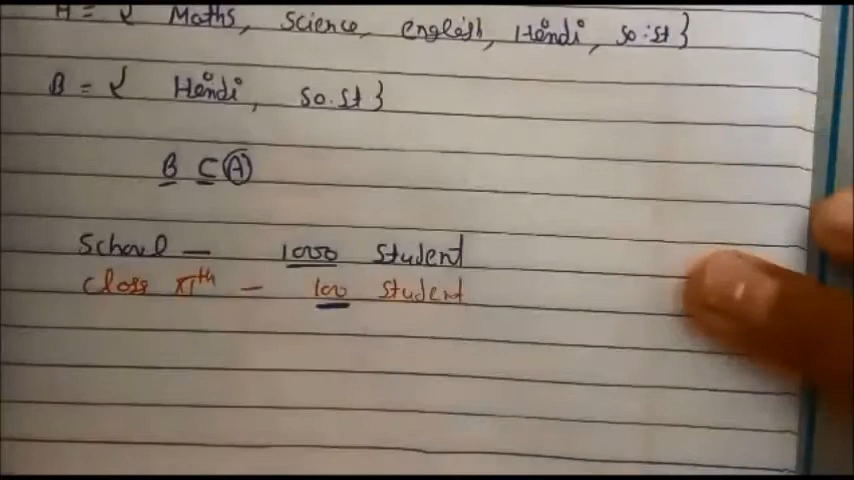 A = { Maths, Science, english, Hindi, so.st }
B = { Hindi, so.st }
B ⊂ A
School — 1000 Student
Class XIth — 100 Student